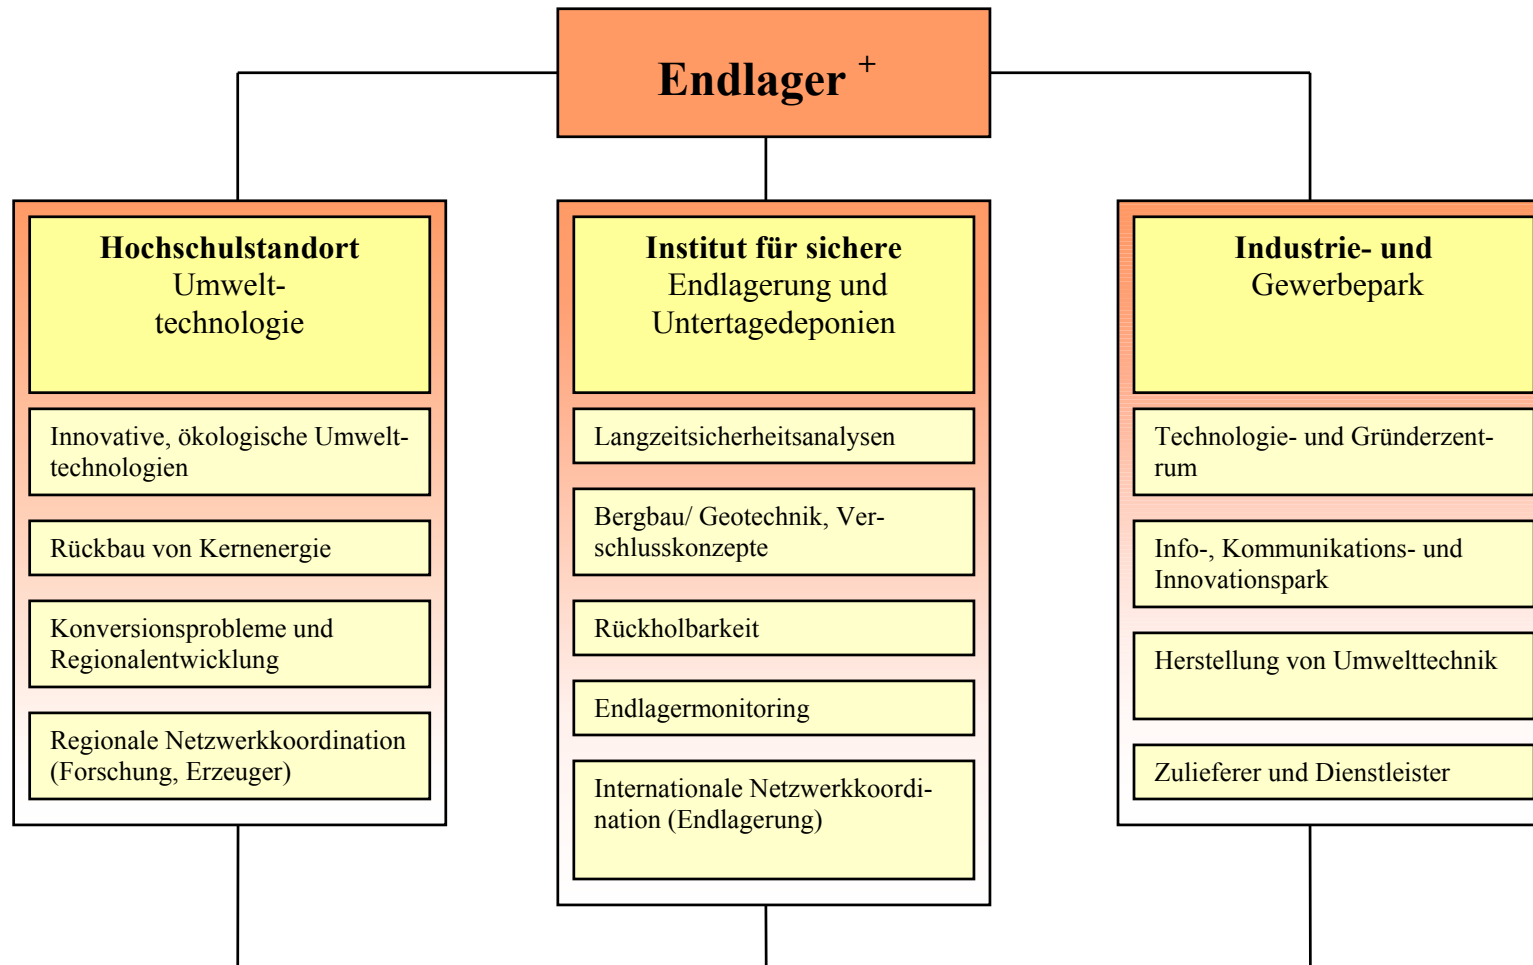 Endlager +
Hochschulstandort
Umwelt-
technologie
Innovative, ökologische Umwelt-
technologien
Rückbau von Kernenergie
Konversionsprobleme und
Regionalentwicklung
Regionale Netzwerkkoordination
(Forschung, Erzeuger)
Institut für sichere
Endlagerung und
Untertagedeponien
Langzeitsicherheitsanalysen
Bergbau/ Geotechnik, Ver-
schlusskonzepte
Rückholbarkeit
Endlagermonitoring
Internationale Netzwerkkoordi-
nation (Endlagerung)
Industrie- und
Gewerbepark
Technologie- und Gründerzent-
rum
Info-, Kommunikations- und
Innovationspark
Herstellung von Umwelttechnik
Zulieferer und Dienstleister